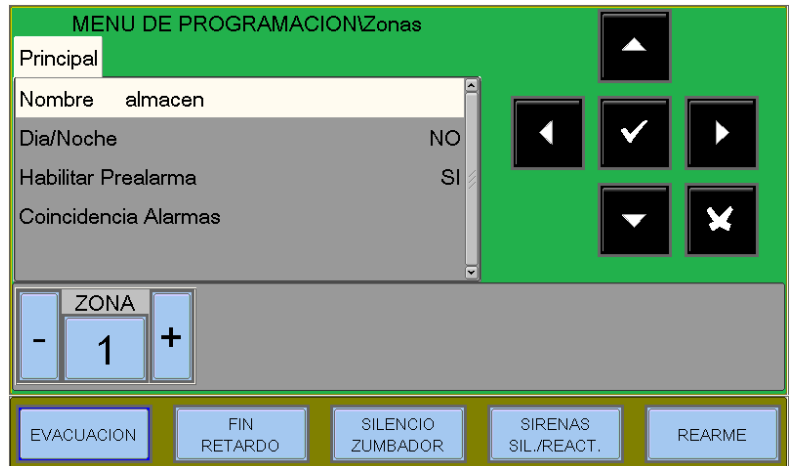 MENU DE PROGRAMACION\Zonas
Principal
Nombre almacen
Dia/Noche NO
Habilitar Prealarma SI
Coincidencia Alarmas
ZONA
- 1 +
EVACUACION
FIN
RETARDO
SILENCIO
ZUMBADOR
SIRENAS
SIL./REACT.
REARME